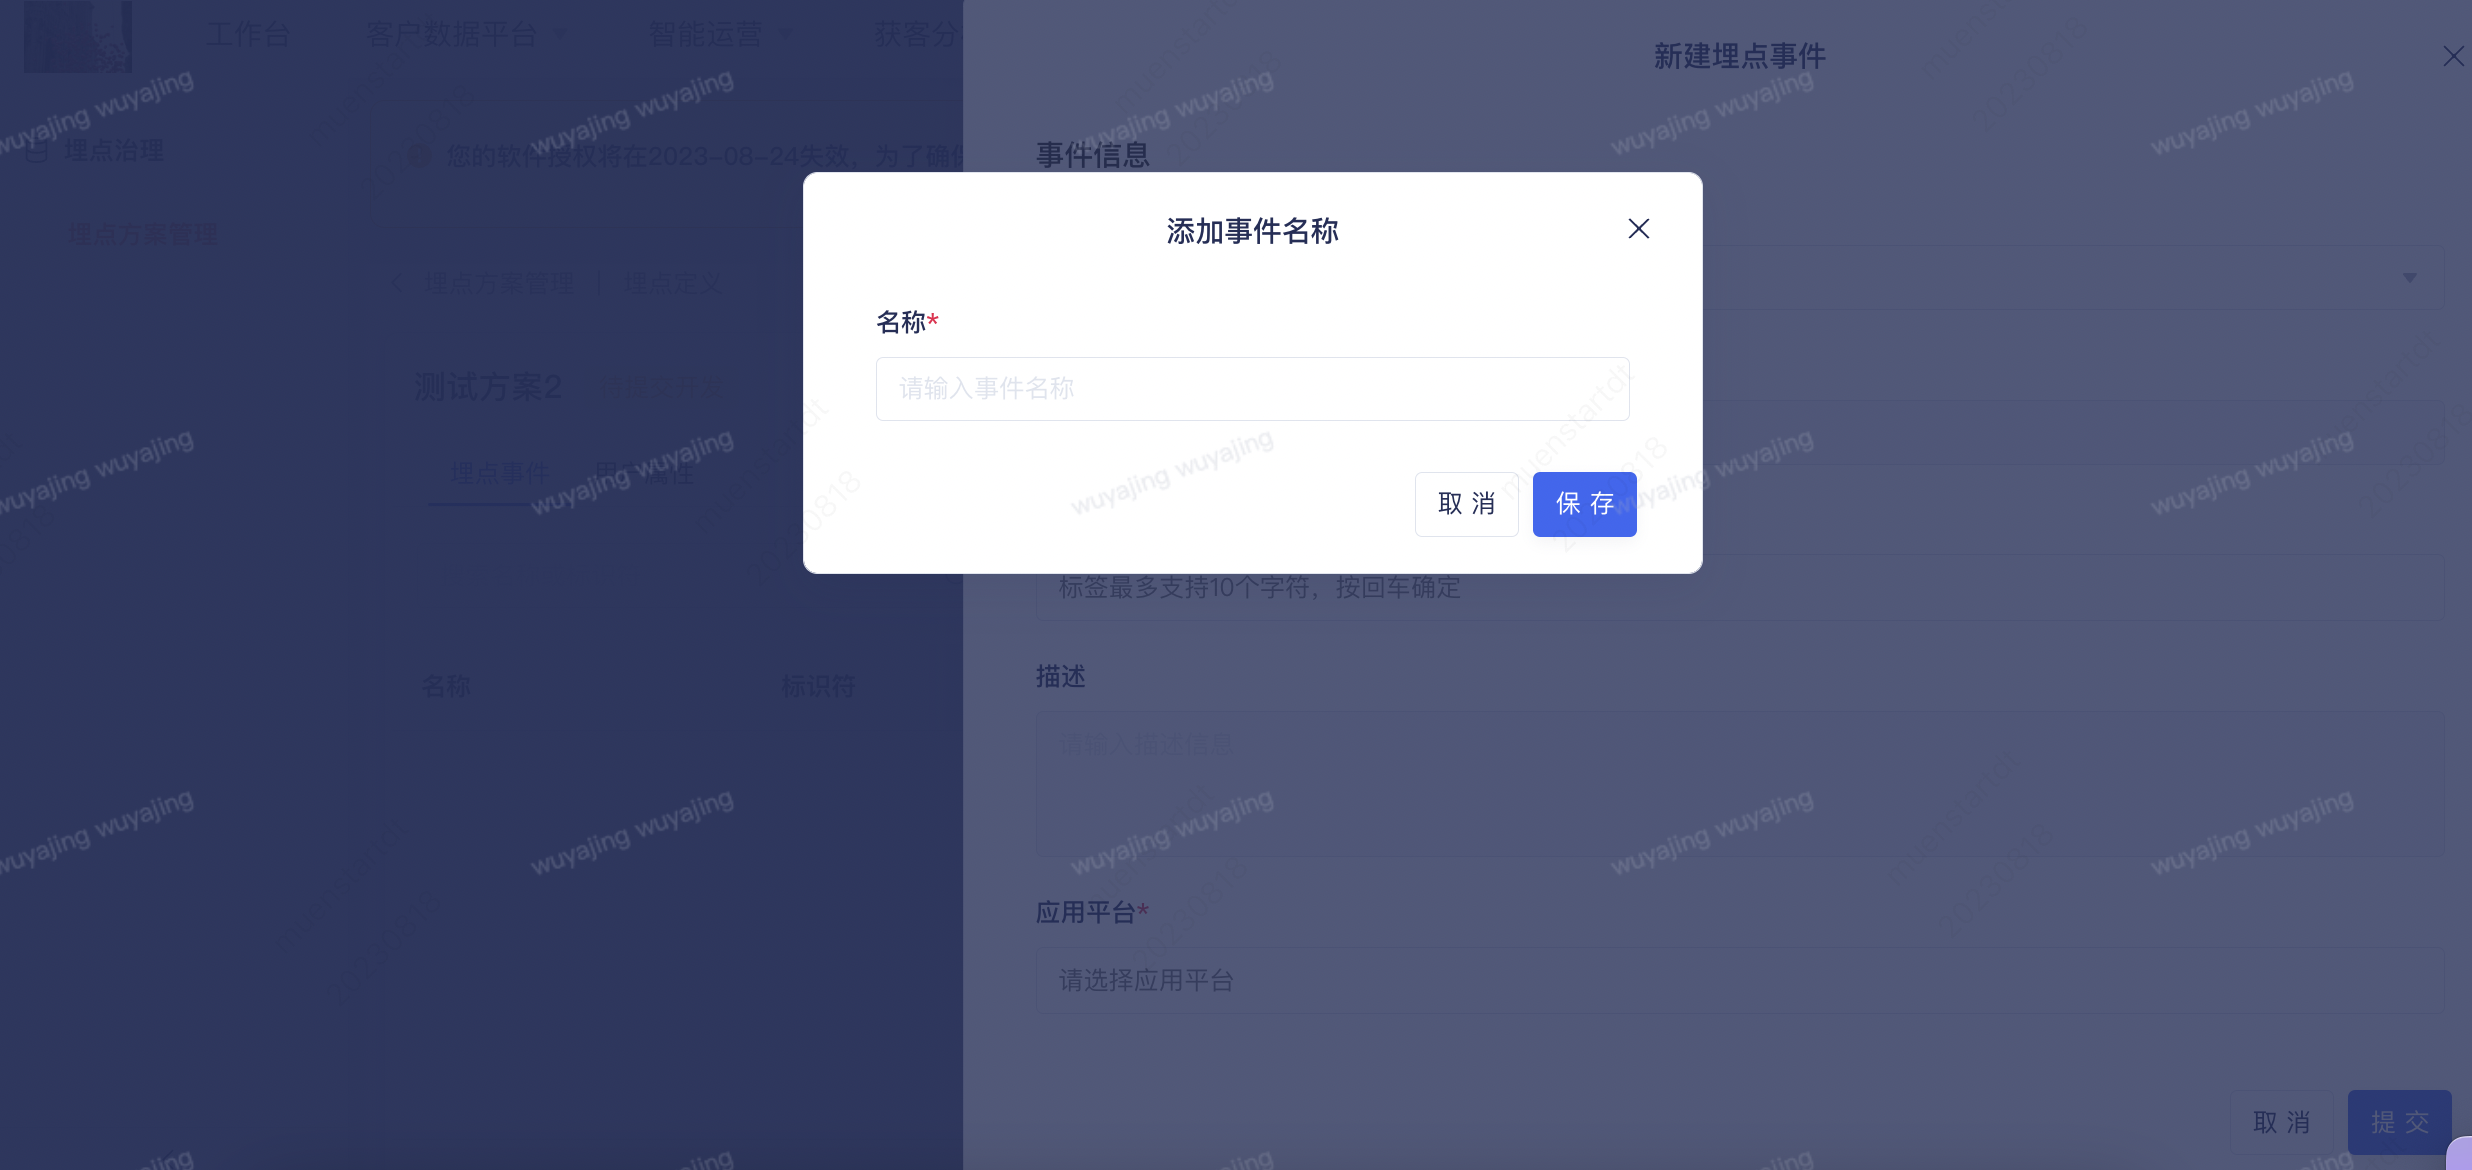 工作台 客户数据平台 智能运营 获客分
新建埋点事件
埋点治理
您的软件授权将在2023-08-24失效，为了确保
事件信息
埋点方案管理
埋点方案管理 | 埋点定义
添加事件名称
名称*
请输入事件名称
测试方案2 待提交开发
埋点事件 用户属性
取 消 保 存
标签最多支持10个字符，按回车确定
描述
名称 标识符
请输入描述信息
应用平台*
请选择应用平台
取 消 提 交
wuyajing wuyajing
muenstartdt
20230818